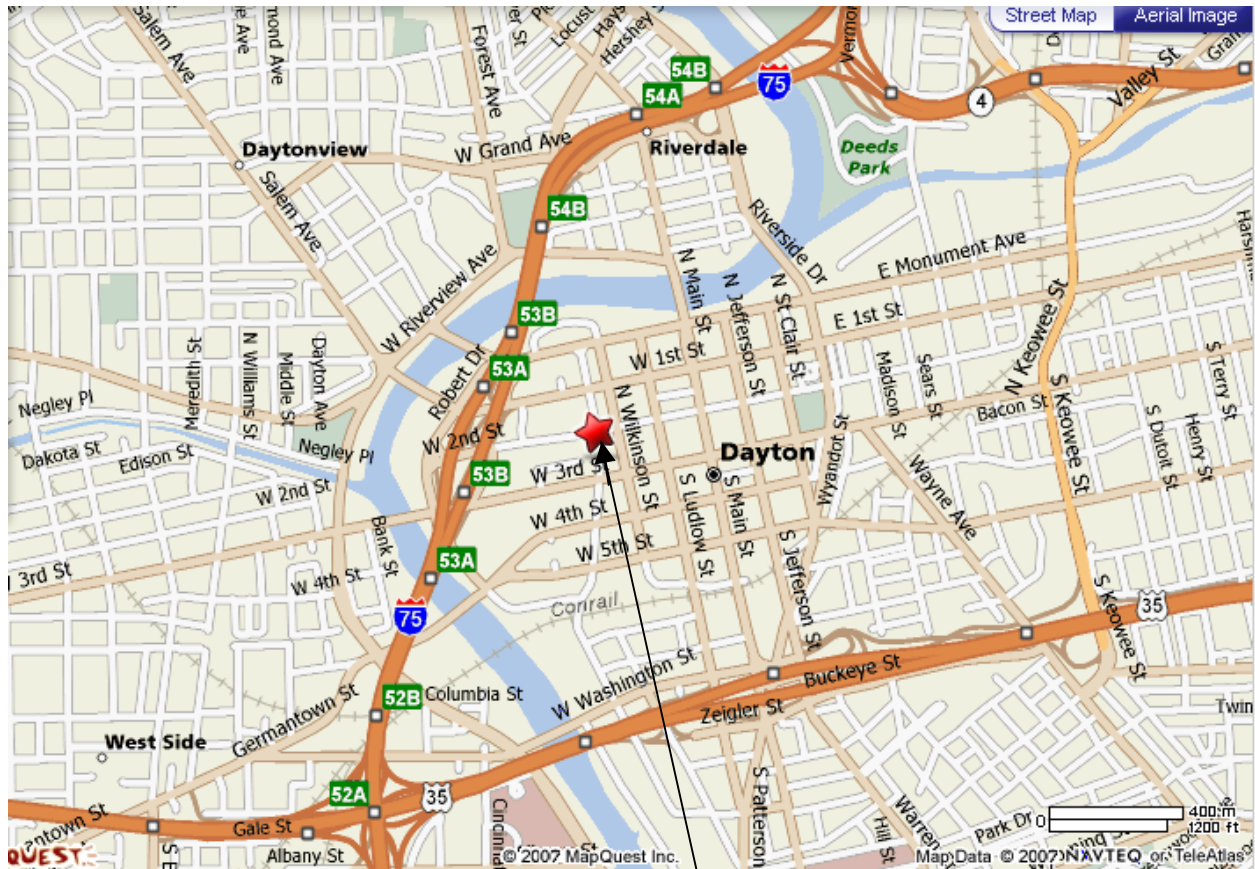 Street Map
Aerial Image
Salem Ave
Forest Ave
Locust
Hershey
Vermo
Valley St
54B
54A
75
4
Daytonview
W Grand Ave
Riverdale
Deeds
Park
Salem Ave
54B
Riverside Dr
E Monument Ave
W Riverview Ave
N Main St
N Jefferson St
N St Clair St
E 1st St
N Keowee St
53B
Robert Dr
W 1st St
53A
Meredith St
N Williams St
Middle St
Dayton Ave
Madison St
Sears St
S Terry St
Negley Pl
Bacon St
Dakota St
Edison St
Negley Pl
W 2nd St
N Wilkinson St
Dayton
Wyandot St
S Keowee St
S Dutoit St
Henry St
W 2nd St
53B
W 3rd St
W 4th St
W 5th St
S Ludlow St
S Main St
Wayne Ave
Bank St
3rd St
W 4th St
53A
S Jefferson St
75
Conrail
S Keowee St
35
Germantown St
52B
Columbia St
W Washington St
Buckeye St
Zeigler St
Twin
West Side
52A
35
S Patterson
Gale St
Albany St
Cincinna
Warren
Hill St
Park Dr
0
400 m
1200 ft
QUEST
© 2007 MapQuest Inc.
Map Data © 2007 NAVTEQ or TeleAtlas